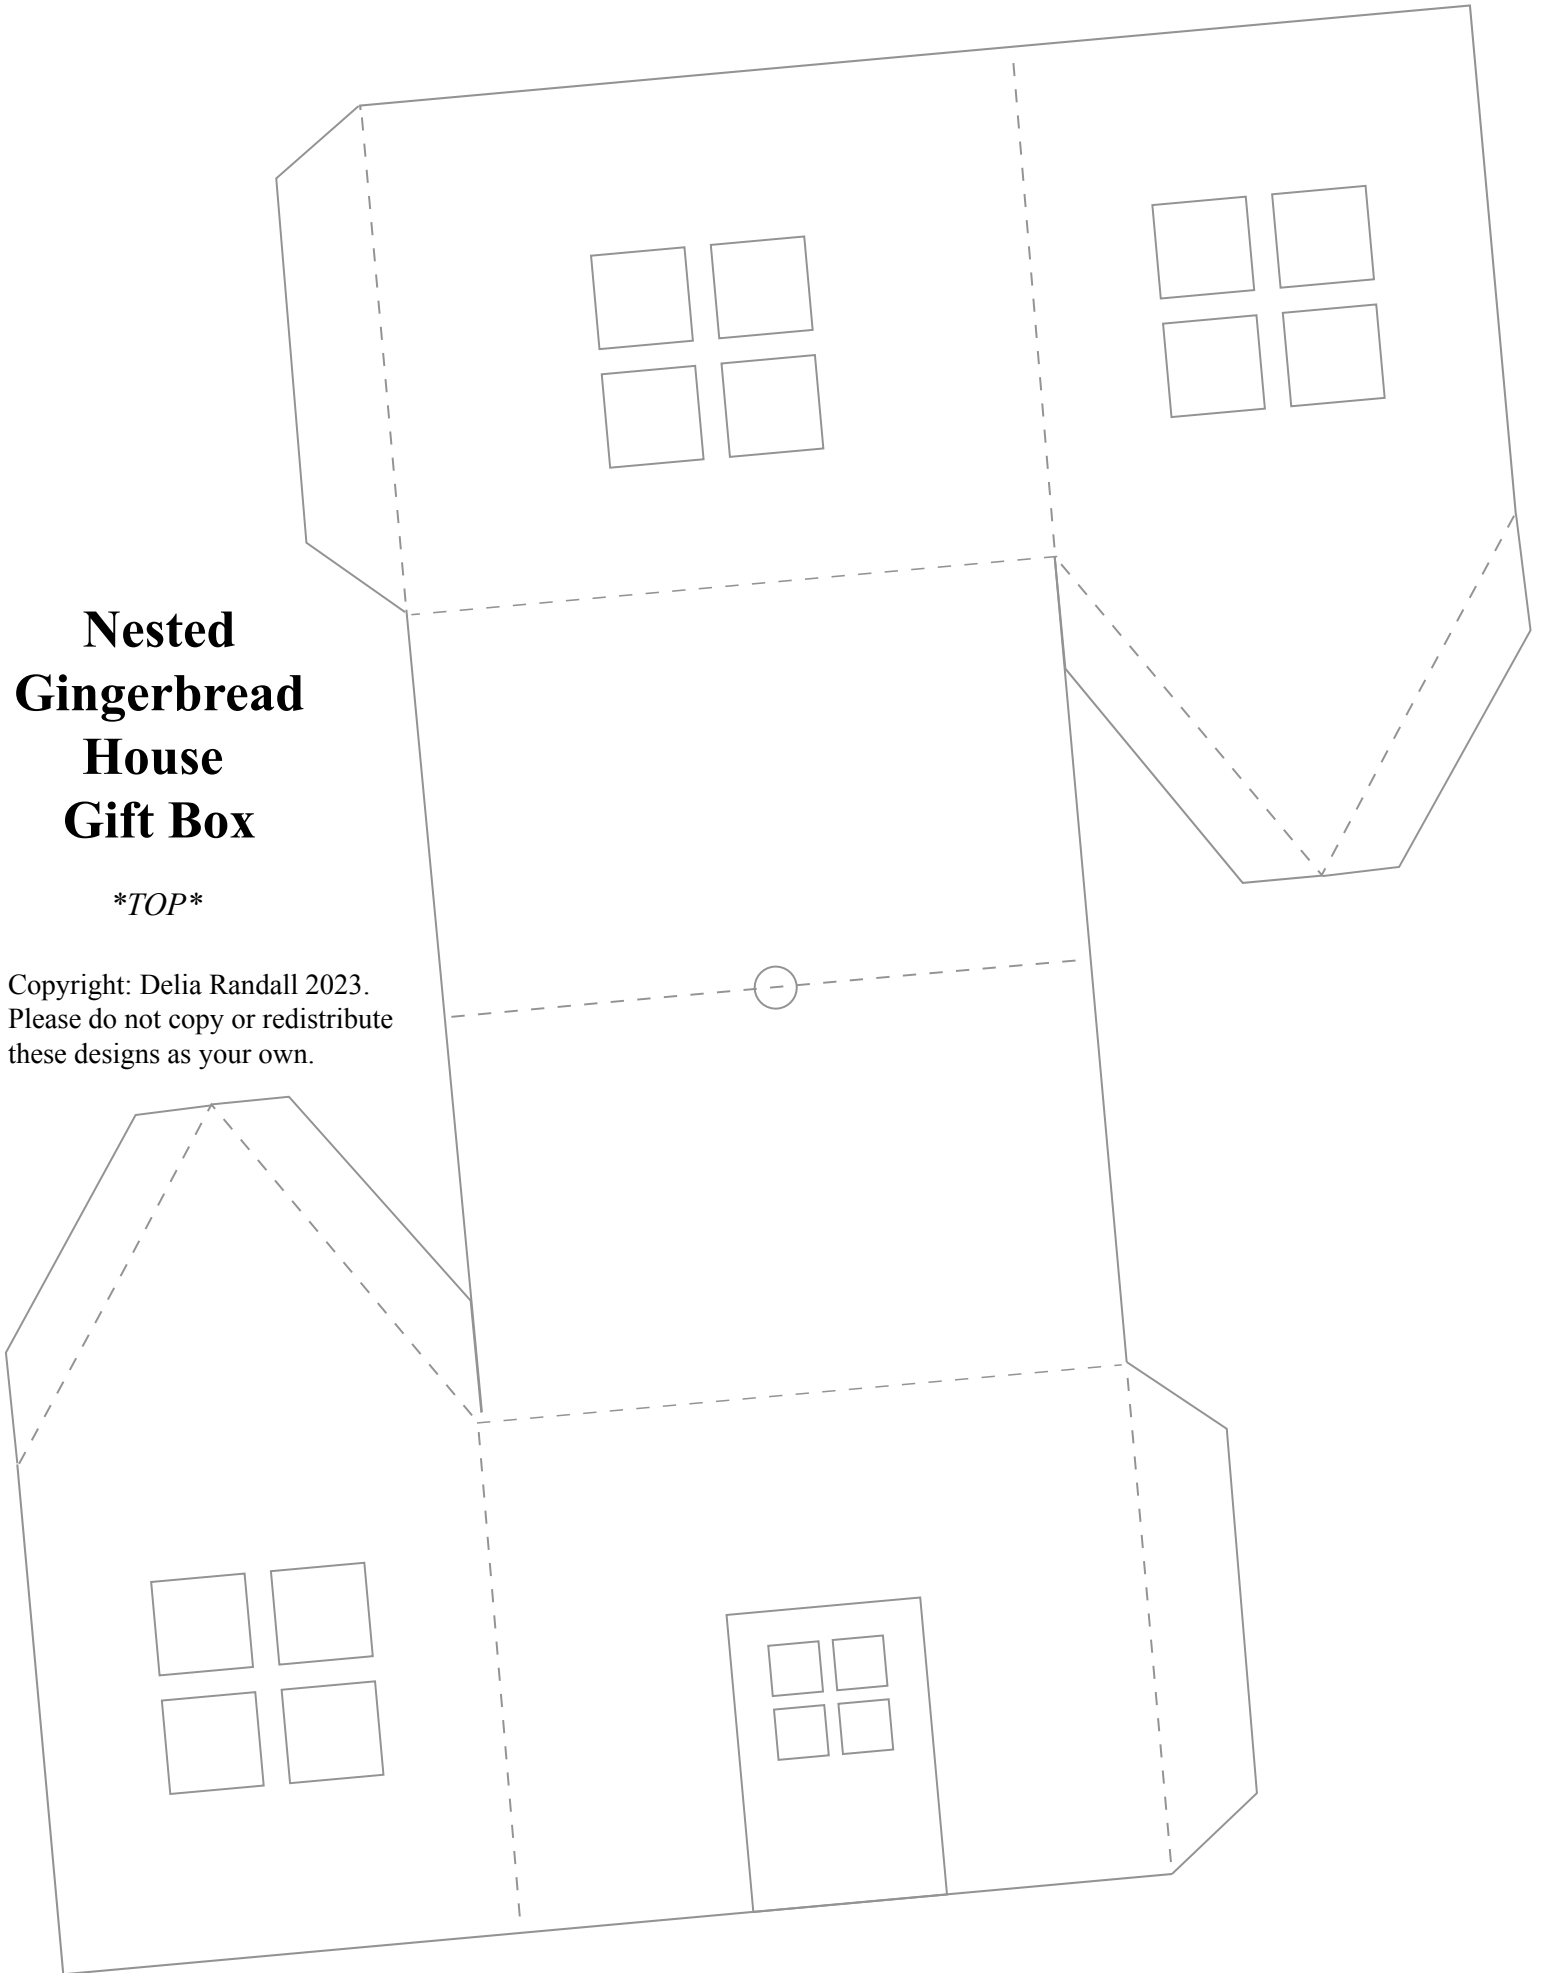 Nested
Gingerbread
House
Gift Box
*TOP*
Copyright: Delia Randall 2023.
Please do not copy or redistribute
these designs as your own.